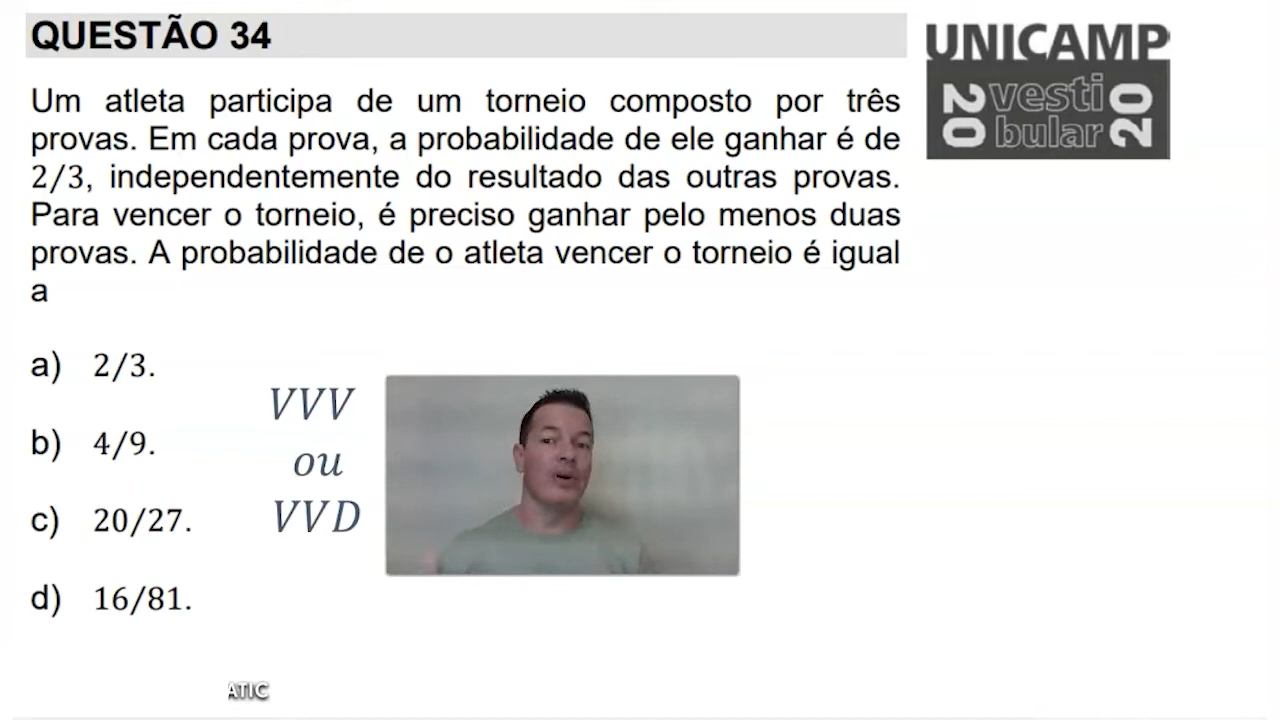 QUESTÃO 34
UNICAMP
20 vesti
bular 20
Um atleta participa de um torneio composto por três
provas. Em cada prova, a probabilidade de ele ganhar é de
2/3, independentemente do resultado das outras provas.
Para vencer o torneio, é preciso ganhar pelo menos duas
provas. A probabilidade de o atleta vencer o torneio é igual
a
a) 2/3.
b) 4/9.
c) 20/27.
d) 16/81.
VVV
ou
VVD
ATIC